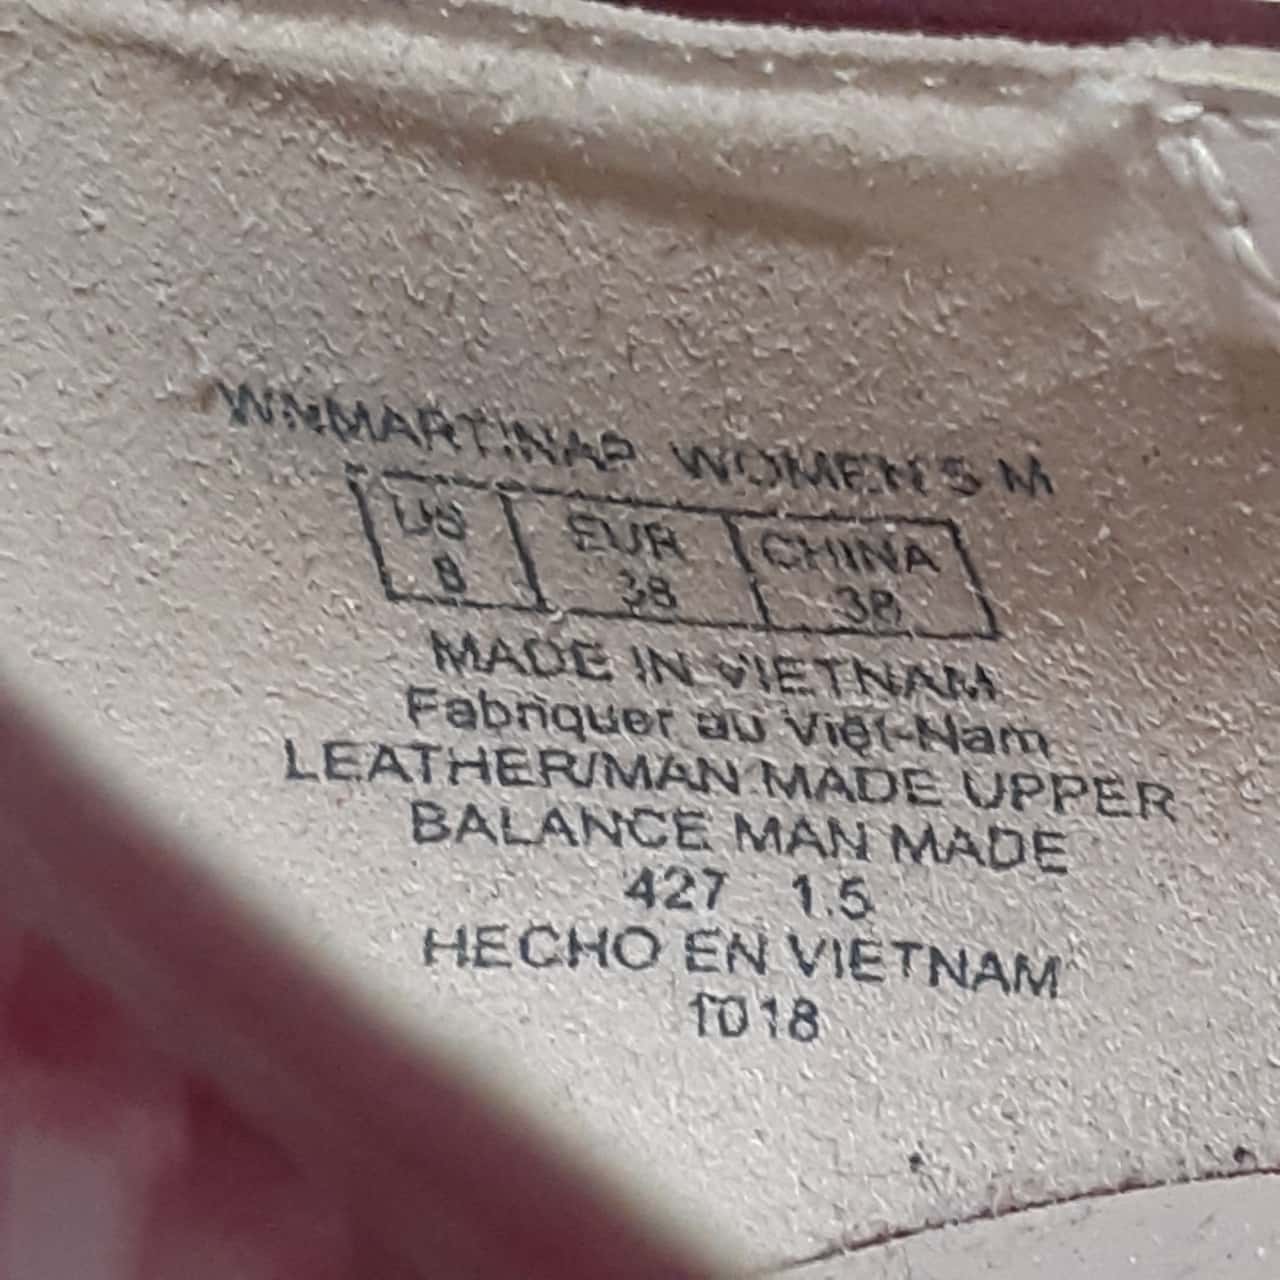 WNMARTINAP WOMEN'S M
US EUR CHINA
8 38 38
MADE IN VIETNAM
Fabriquer au Viet-Nam
LEATHER/MAN MADE UPPER
BALANCE MAN MADE
427 1.5
HECHO EN VIETNAM
1018